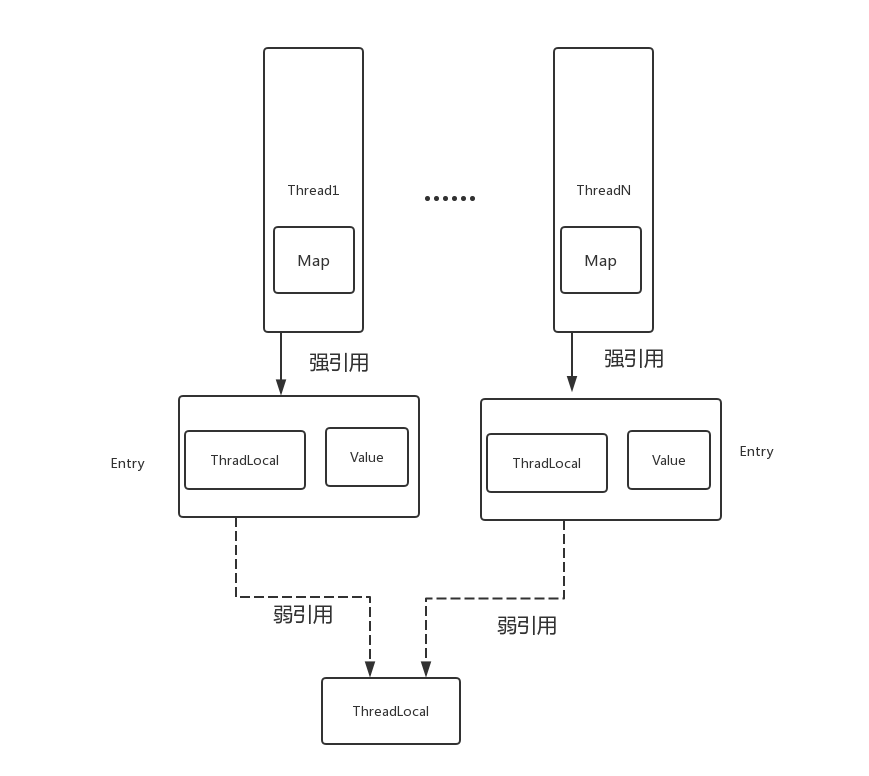 Thread1
ThreadN
Map
Map
强引用
强引用
Entry
ThradLocal
Value
ThradLocal
Value
Entry
弱引用
弱引用
ThreadLocal